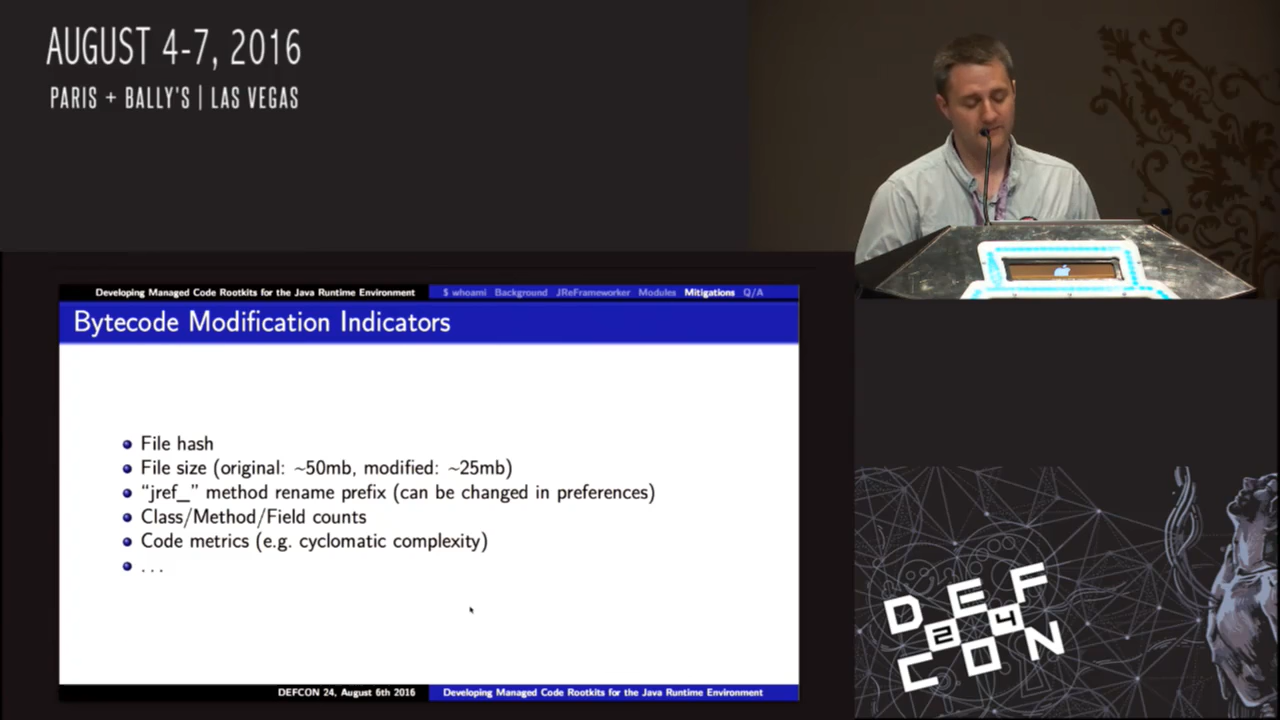 AUGUST 4-7, 2016
PARIS + BALLY'S | LAS VEGAS
Developing Managed Code Rootkits for the Java Runtime Environment
$ whoami Background JReFrameworker Modules Mitigations Q/A
Bytecode Modification Indicators
File hash
File size (original: ~50mb, modified: ~25mb)
“jref_” method rename prefix (can be changed in preferences)
Class/Method/Field counts
Code metrics (e.g. cyclomatic complexity)
...
DEFCON 24, August 6th 2016
Developing Managed Code Rootkits for the Java Runtime Environment
DEF
24
CON